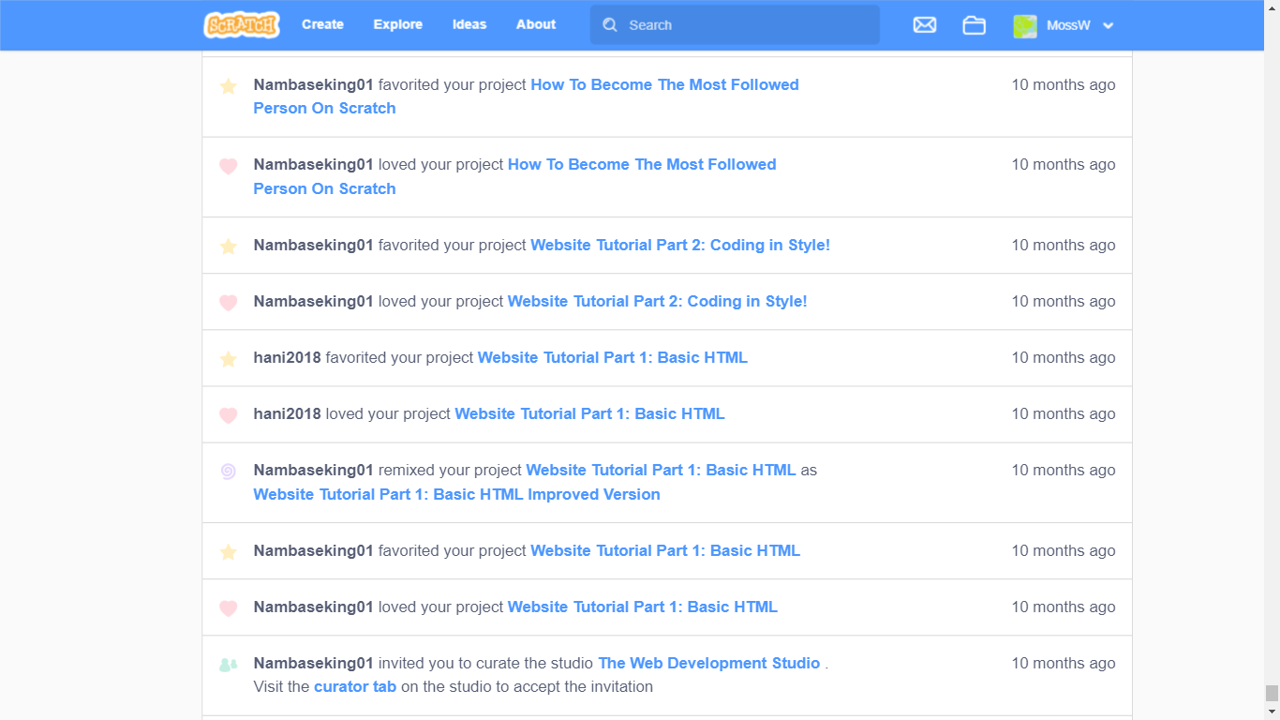 SCRATCH Create Explore Ideas About Search MossW
Nambaseking01 favorited your project How To Become The Most Followed 10 months ago
Person On Scratch
Nambaseking01 loved your project How To Become The Most Followed 10 months ago
Person On Scratch
Nambaseking01 favorited your project Website Tutorial Part 2: Coding in Style! 10 months ago
Nambaseking01 loved your project Website Tutorial Part 2: Coding in Style! 10 months ago
hani2018 favorited your project Website Tutorial Part 1: Basic HTML 10 months ago
hani2018 loved your project Website Tutorial Part 1: Basic HTML 10 months ago
Nambaseking01 remixed your project Website Tutorial Part 1: Basic HTML as 10 months ago
Website Tutorial Part 1: Basic HTML Improved Version
Nambaseking01 favorited your project Website Tutorial Part 1: Basic HTML 10 months ago
Nambaseking01 loved your project Website Tutorial Part 1: Basic HTML 10 months ago
Nambaseking01 invited you to curate the studio The Web Development Studio . 10 months ago
Visit the curator tab on the studio to accept the invitation